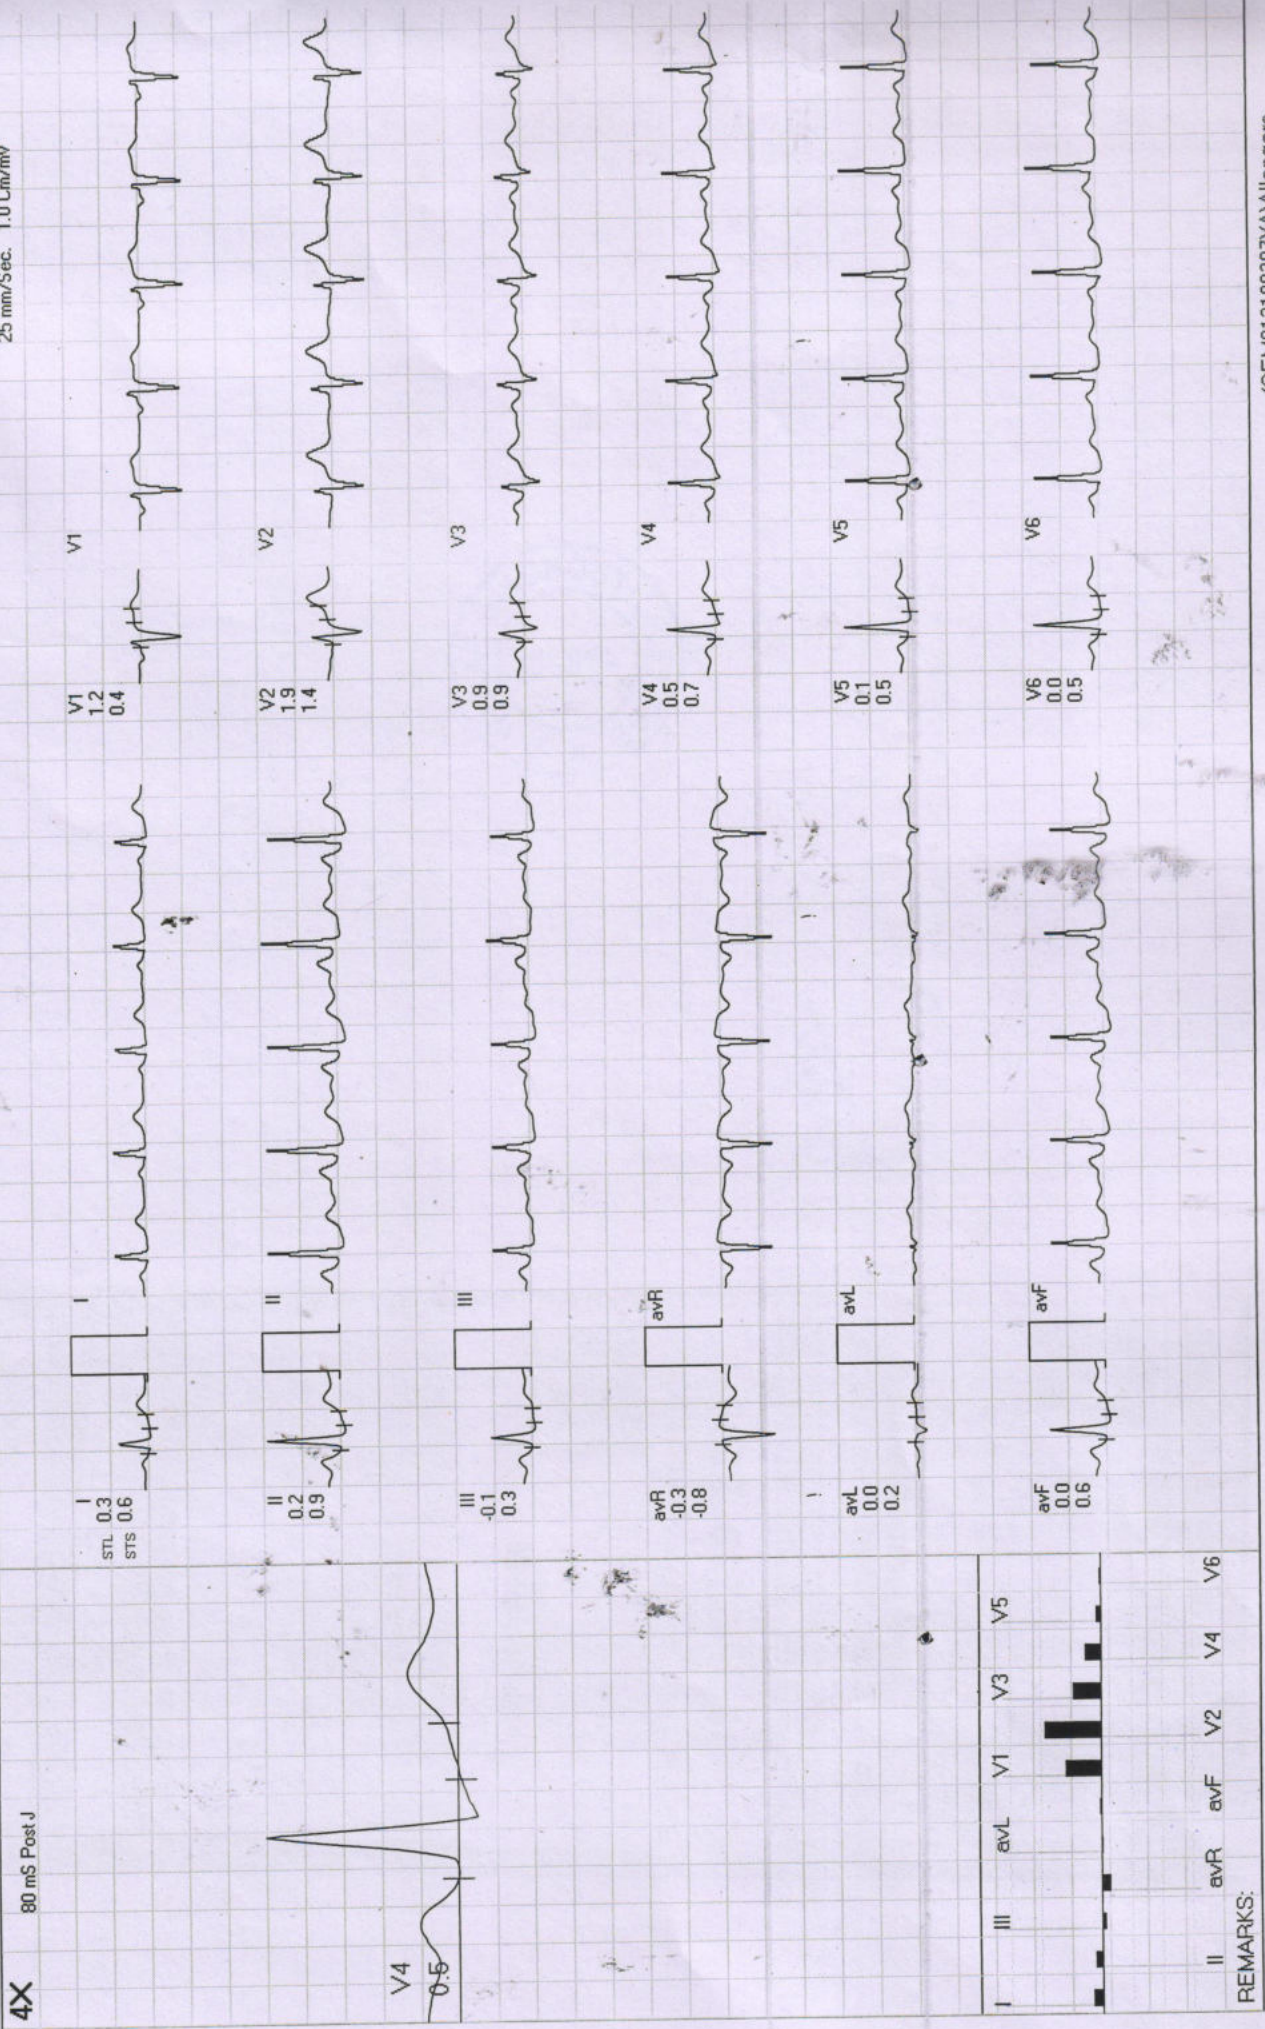 4X
80 mS Post J
25 mm/Sec. 1.0 Cm/mV
V4
0.5
I
STL 0.3
STS 0.6
I
V1
1.2
0.4
V1
II
0.2
0.9
II
V2
1.9
1.4
V2
III
-0.1
0.3
III
V3
0.9
0.9
V3
avR
-0.3
-0.8
avR
V4
0.5
0.7
V4
avL
0.0
0.2
avL
V5
0.1
0.5
V5
avF
0.0
0.6
avF
V6
0.0
0.5
V6
I III avL V1 V3 V5
II avR avF V2 V4 V6
REMARKS: